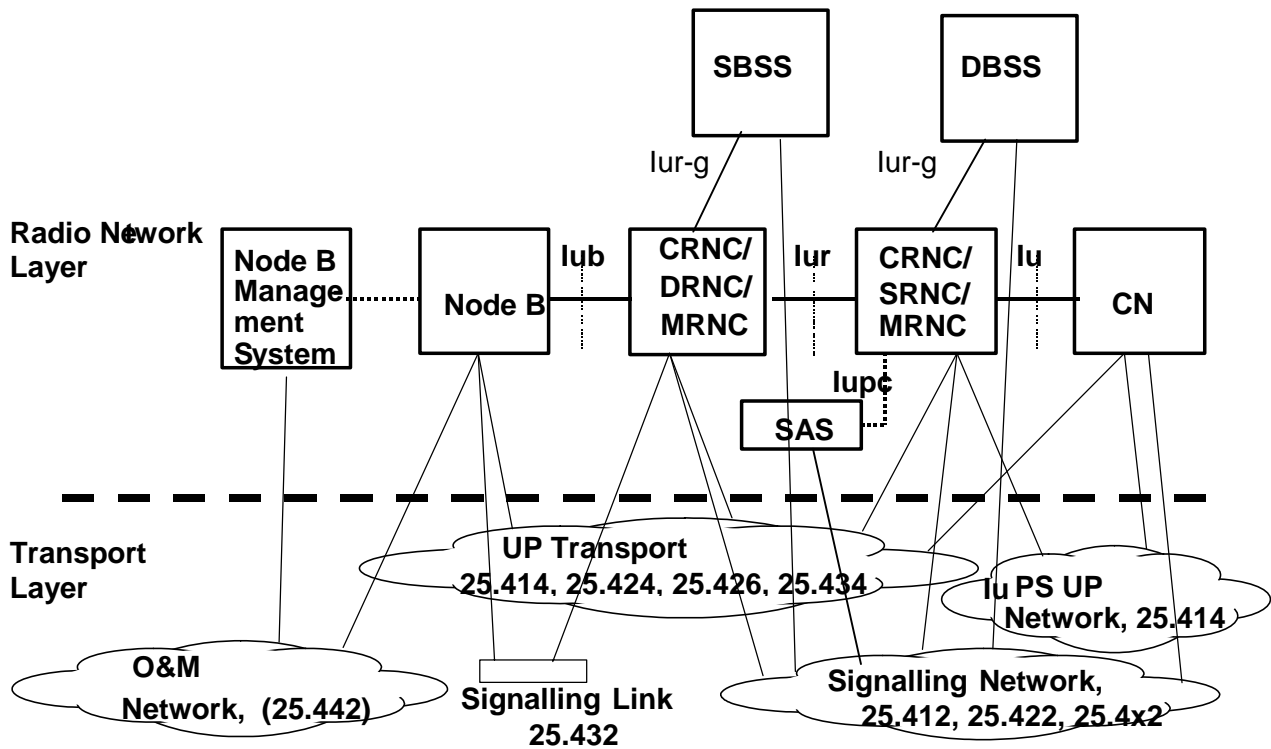 SBSS
DBSS
Iur-g
Iur-g
Radio Network
Layer
Node B
Manage
ment
System
Node B
Iub
CRNC/
DRNC/
MRNC
Iur
CRNC/
SRNC/
MRNC
Iu
CN
Iupc
SAS
Transport
Layer
UP Transport
25.414, 25.424, 25.426, 25.434
Iu PS UP
Network, 25.414
O&M
Network, (25.442)
Signalling Link
25.432
Signalling Network,
25.412, 25.422, 25.4x2